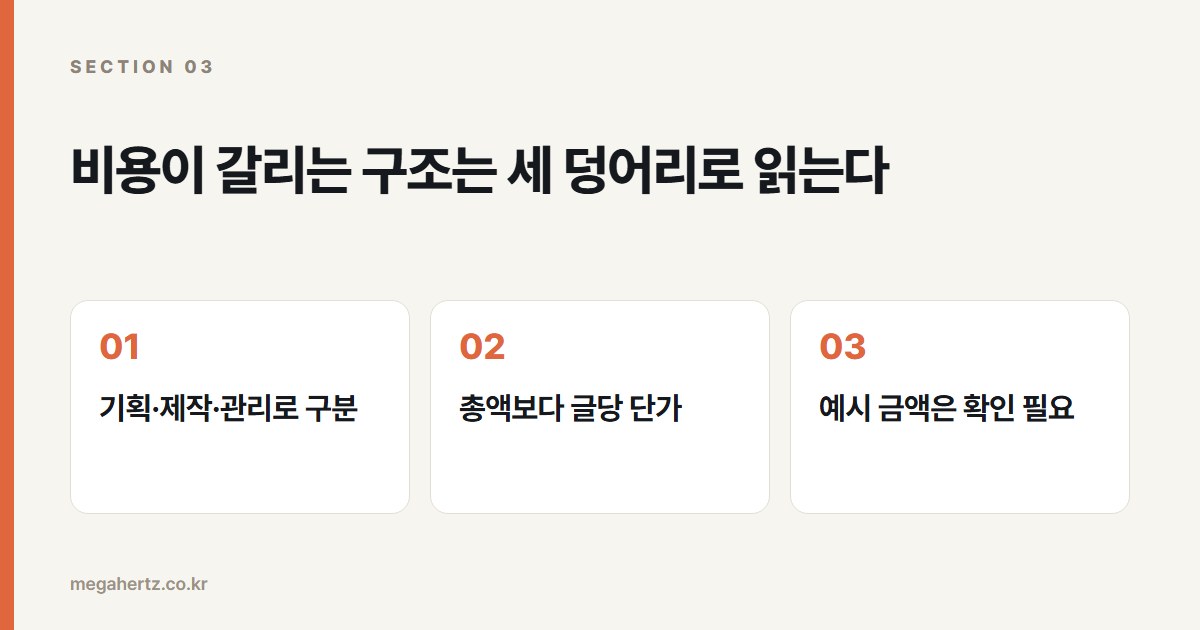 SECTION 03
비용이 갈리는 구조는 세 덩어리로 읽는다
01
기획·제작·관리로 구분
02
총액보다 글당 단가
03
예시 금액은 확인 필요
megahertz.co.kr